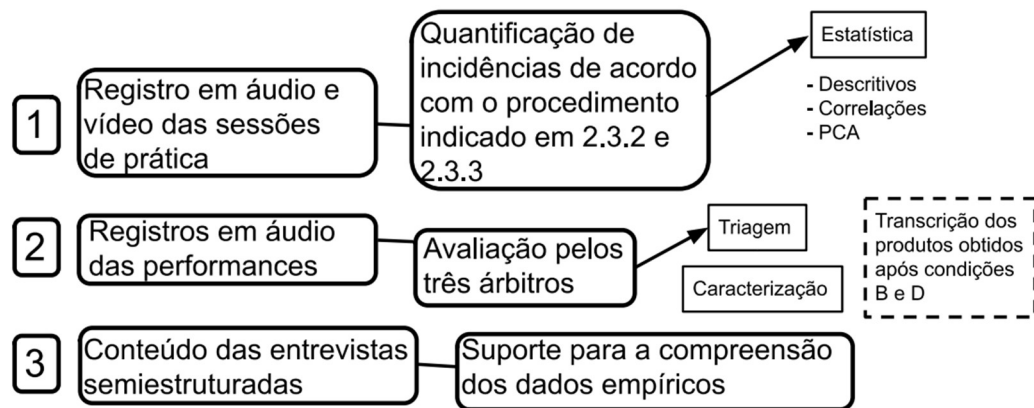 1
Registro em áudio e
vídeo das sessões
de prática
Quantificação de
incidências de acordo
com o procedimento
indicado em 2.3.2 e
2.3.3
Estatística
- Descritivos
- Correlações
- PCA
2
Registros em áudio
das performances
Avaliação pelos
três árbitros
Triagem
Caracterização
Transcrição dos
produtos obtidos
após condições
B e D
3
Conteúdo das entrevistas
semiestruturadas
Suporte para a compreensão
dos dados empíricos